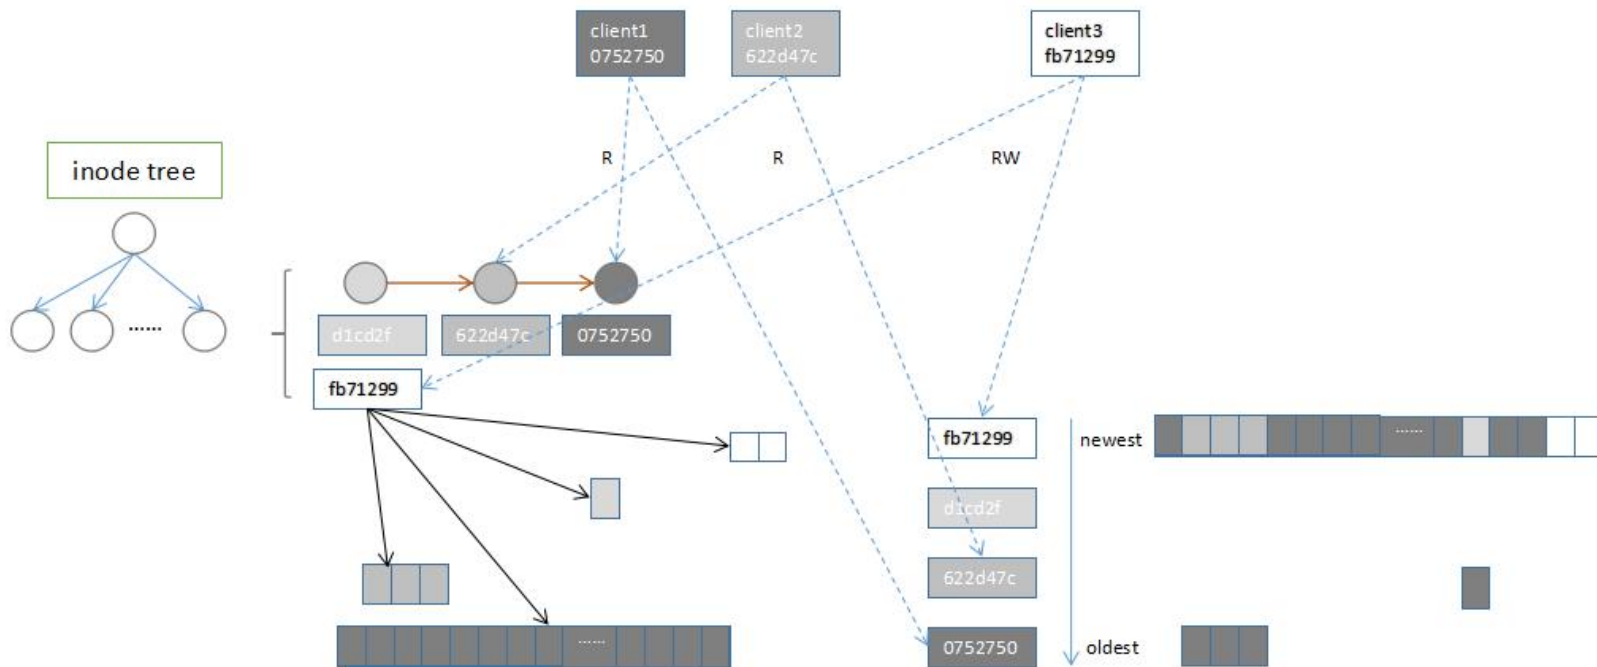 client1
0752750
client2
622d47c
client3
fb71299
inode tree
R
R
RW
......
d1cd2f
622d47c
0752750
fb71299
fb71299
newest
......
d1cd2f
622d47c
......
0752750
oldest